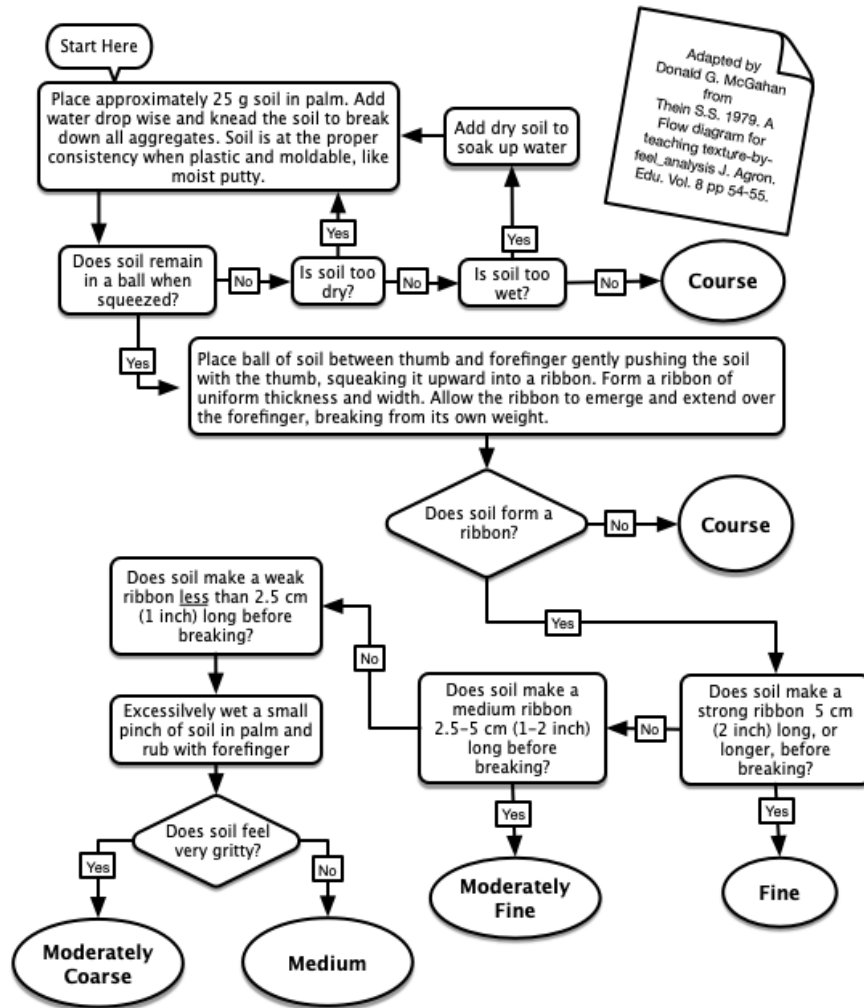 Start Here
Place approximately 25 g soil in palm. Add
water drop wise and knead the soil to break
down all aggregates. Soil is at the proper
consistency when plastic and moldable, like
moist putty.
Add dry soil to
soak up water
Adapted by
Donald G. McGahan
from
Thein S.S. 1979. A
Flow diagram for
teaching texture-by-
feel_analysis J. Agron.
Edu. Vol. 8 pp 54-55.
Yes
Yes
Does soil remain
in a ball when
squeezed?
No
Is soil too
dry?
No
Is soil too
wet?
No
Course
Yes
Place ball of soil between thumb and forefinger gently pushing the soil
with the thumb, squeaking it upward into a ribbon. Form a ribbon of
uniform thickness and width. Allow the ribbon to emerge and extend over
the forefinger, breaking from its own weight.
Does soil form a
ribbon?
No
Course
Yes
Does soil make a
strong ribbon 5 cm
(2 inch) long, or
longer, before
breaking?
No
Does soil make a
medium ribbon
2.5-5 cm (1-2 inch)
long before
breaking?
No
Does soil make a weak
ribbon less than 2.5 cm
(1 inch) long before
breaking?
Excessilvely wet a small
pinch of soil in palm and
rub with forefinger
Does soil feel
very gritty?
Yes
No
Yes
Yes
Moderately
Coarse
Medium
Moderately
Fine
Fine